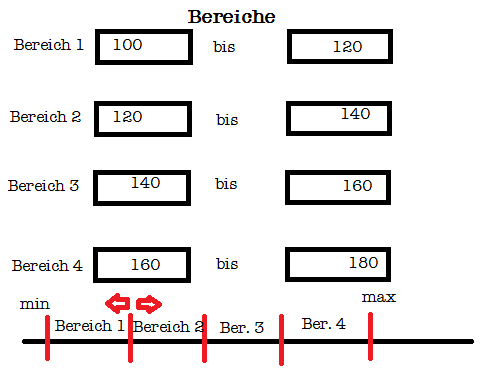 Bereiche
Bereich 1 100 bis 120
Bereich 2 120 bis 140
Bereich 3 140 bis 160
Bereich 4 160 bis 180
min max
Bereich 1 Bereich 2 Ber. 3 Ber. 4